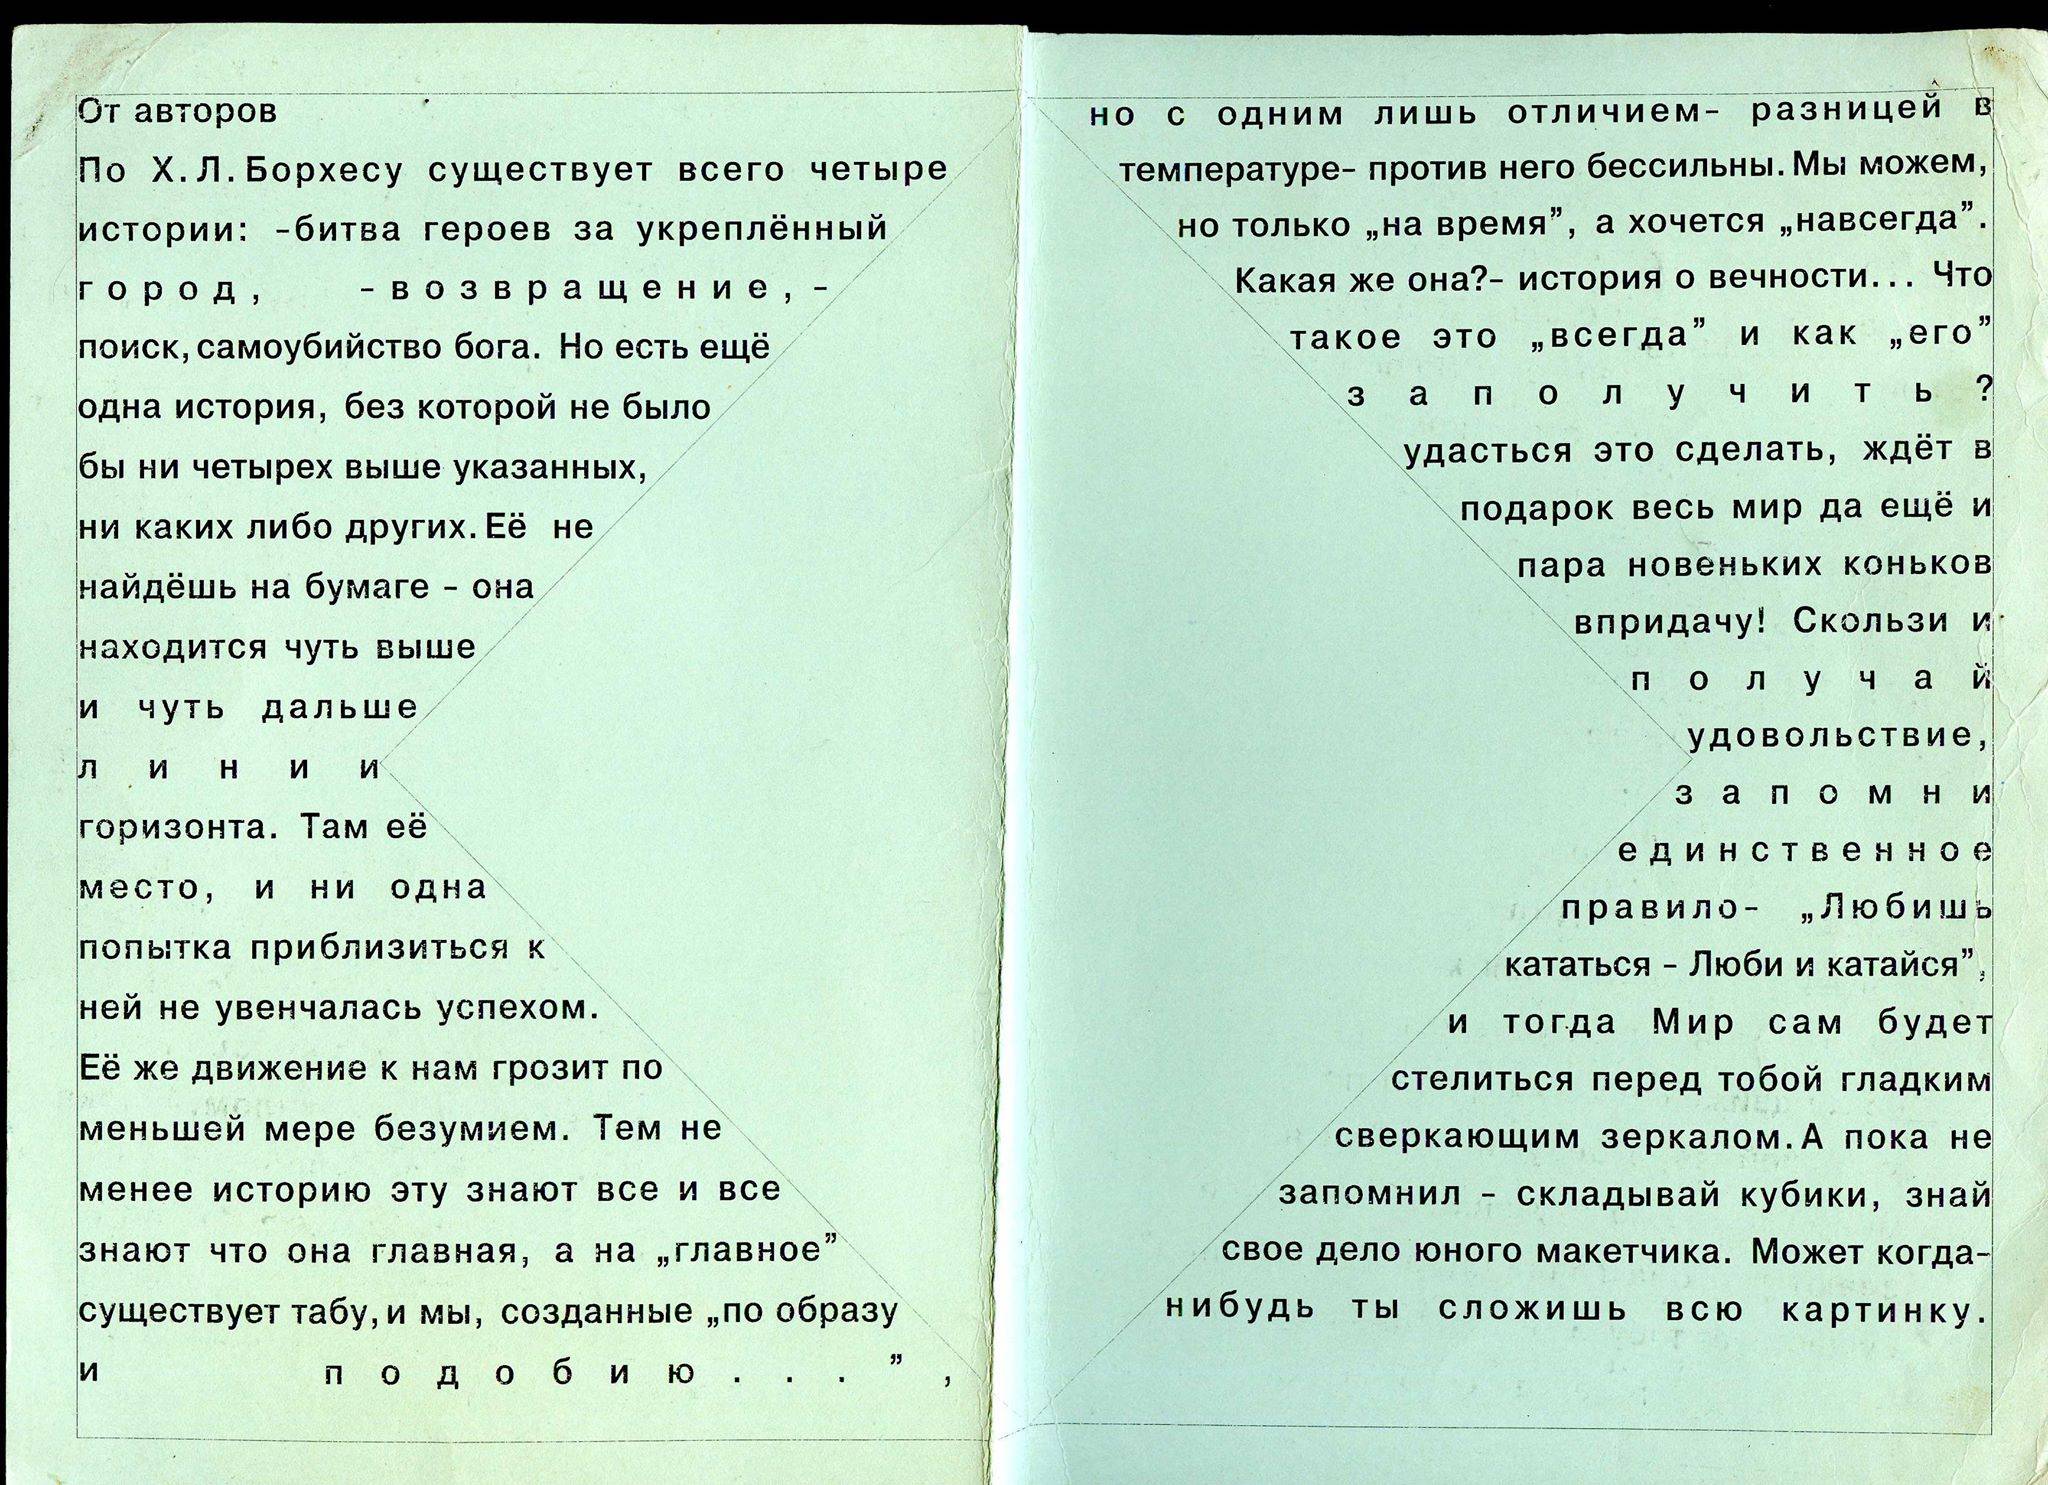 От авторов
По Х.Л.Борхесу существует всего четыре
истории: -битва героев за укреплённый
город, -возвращение,-
поиск,самоубийство бога. Но есть ещё
одна история, без которой не было
бы ни четырех выше указанных,
ни каких либо других.Её не
найдёшь на бумаге - она
находится чуть выше
и чуть дальше
линии
горизонта. Там её
место, и ни одна
попытка приблизиться к
ней не увенчалась успехом.
Её же движение к нам грозит по
меньшей мере безумием. Тем не
менее историю эту знают все и все
знают что она главная, а на „главное”
существует табу,и мы, созданные „по образу
и подобию...”,
но с одним лишь отличием- разницей в
температуре- против него бессильны.Мы можем,
но только „на время”, а хочется „навсегда”.
Какая же она?- история о вечности... Что
такое это „всегда” и как „его”
заполучить?
удасться это сделать, ждёт в
подарок весь мир да ещё и
пара новеньких коньков
впридачу! Скользи и
получай
удовольствие,
запомни
единственное
правило- „Любишь
кататься - Люби и катайся”,
и тогда Мир сам будет
стелиться перед тобой гладким
сверкающим зеркалом.А пока не
запомнил - складывай кубики, знай
свое дело юного макетчика. Может когда-
нибудь ты сложишь всю картинку.